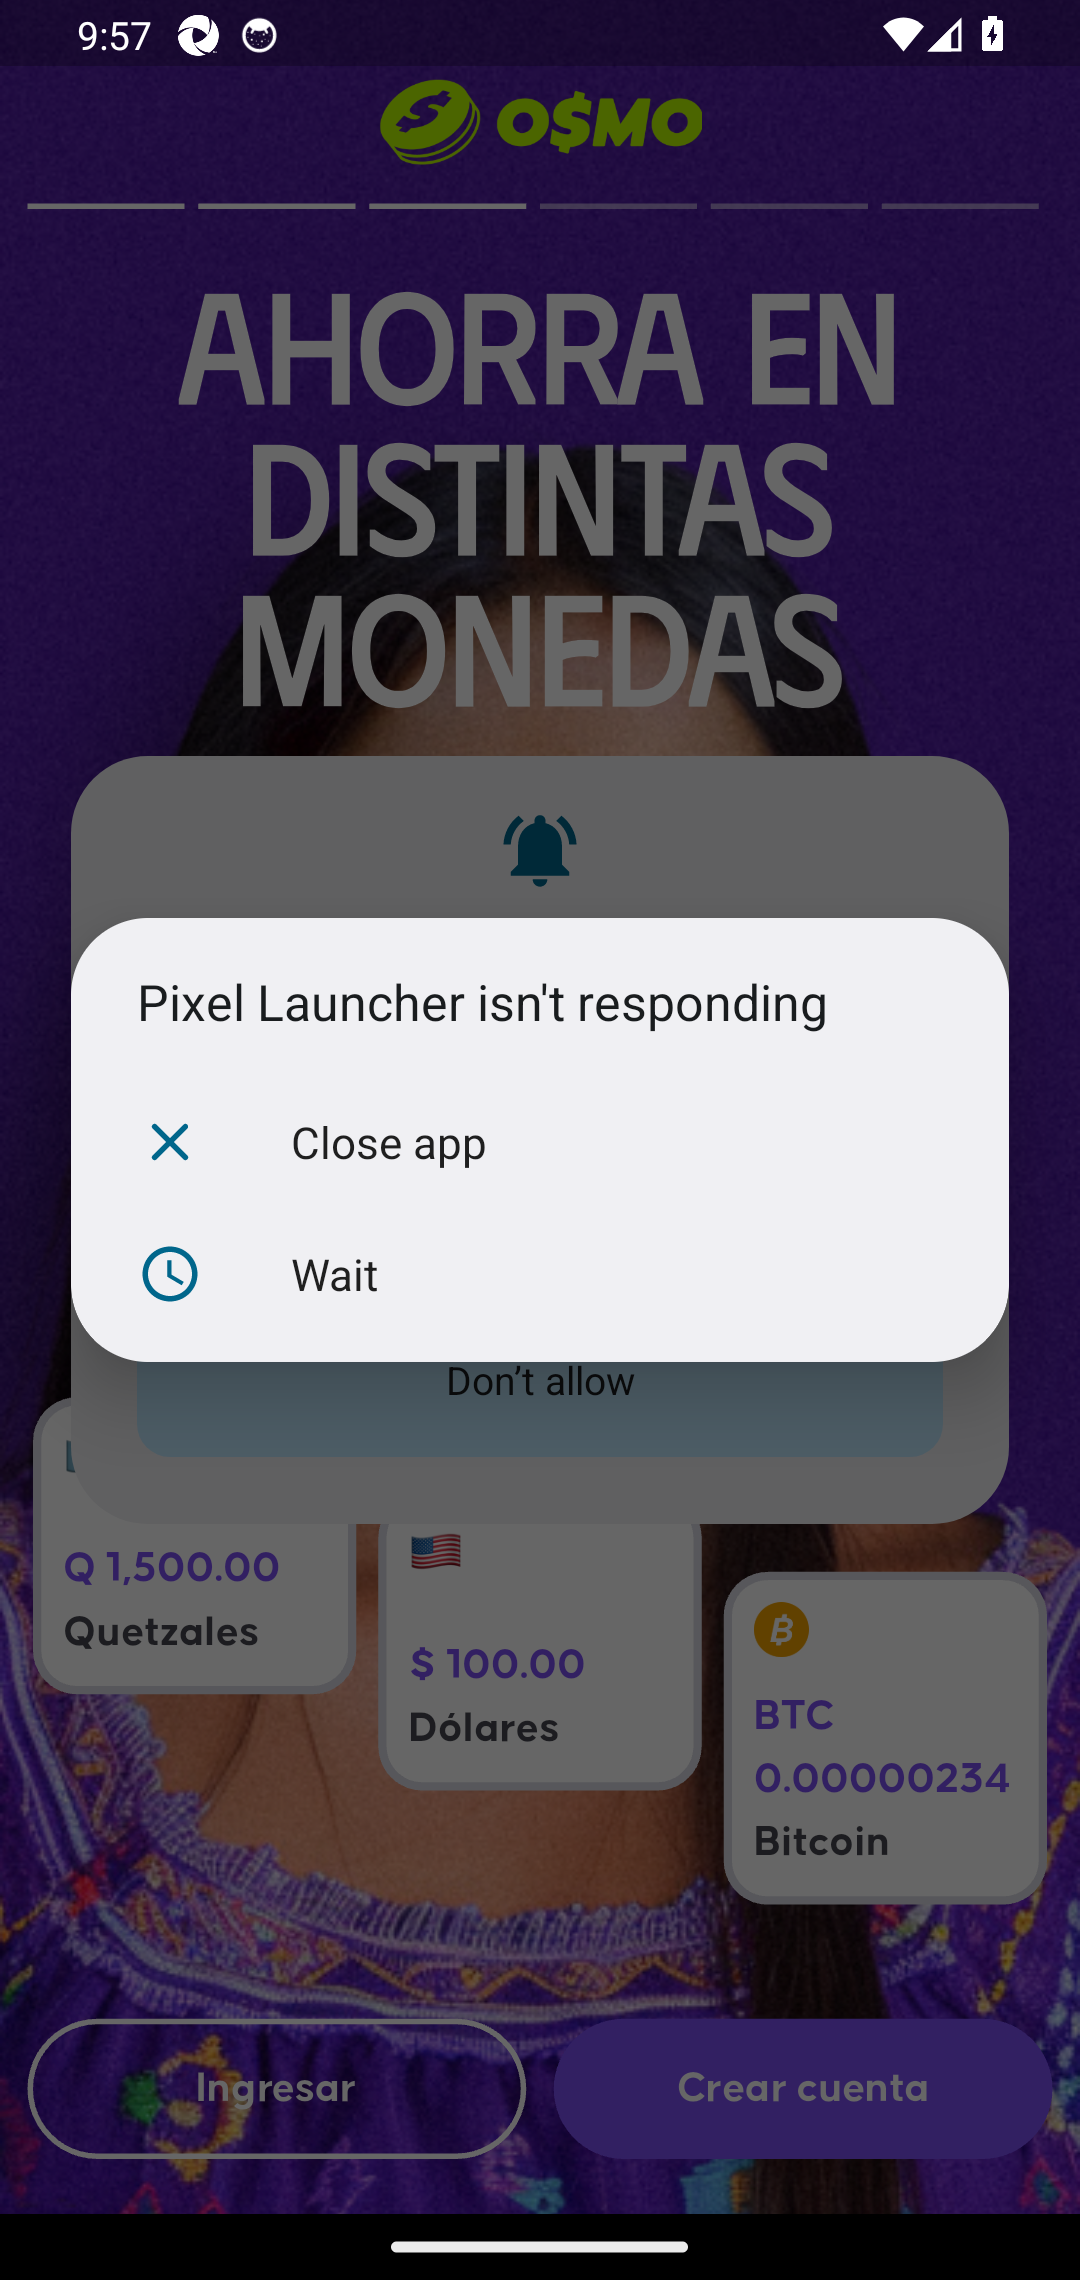 9:57
O$MO
AHORRA EN
DISTINTAS
MONEDAS
Pixel Launcher isn't responding
Close app
Wait
Don’t allow
Q 1,500.00
Quetzales
$ 100.00
Dólares
BTC
0.00000234
Bitcoin
Ingresar
Crear cuenta